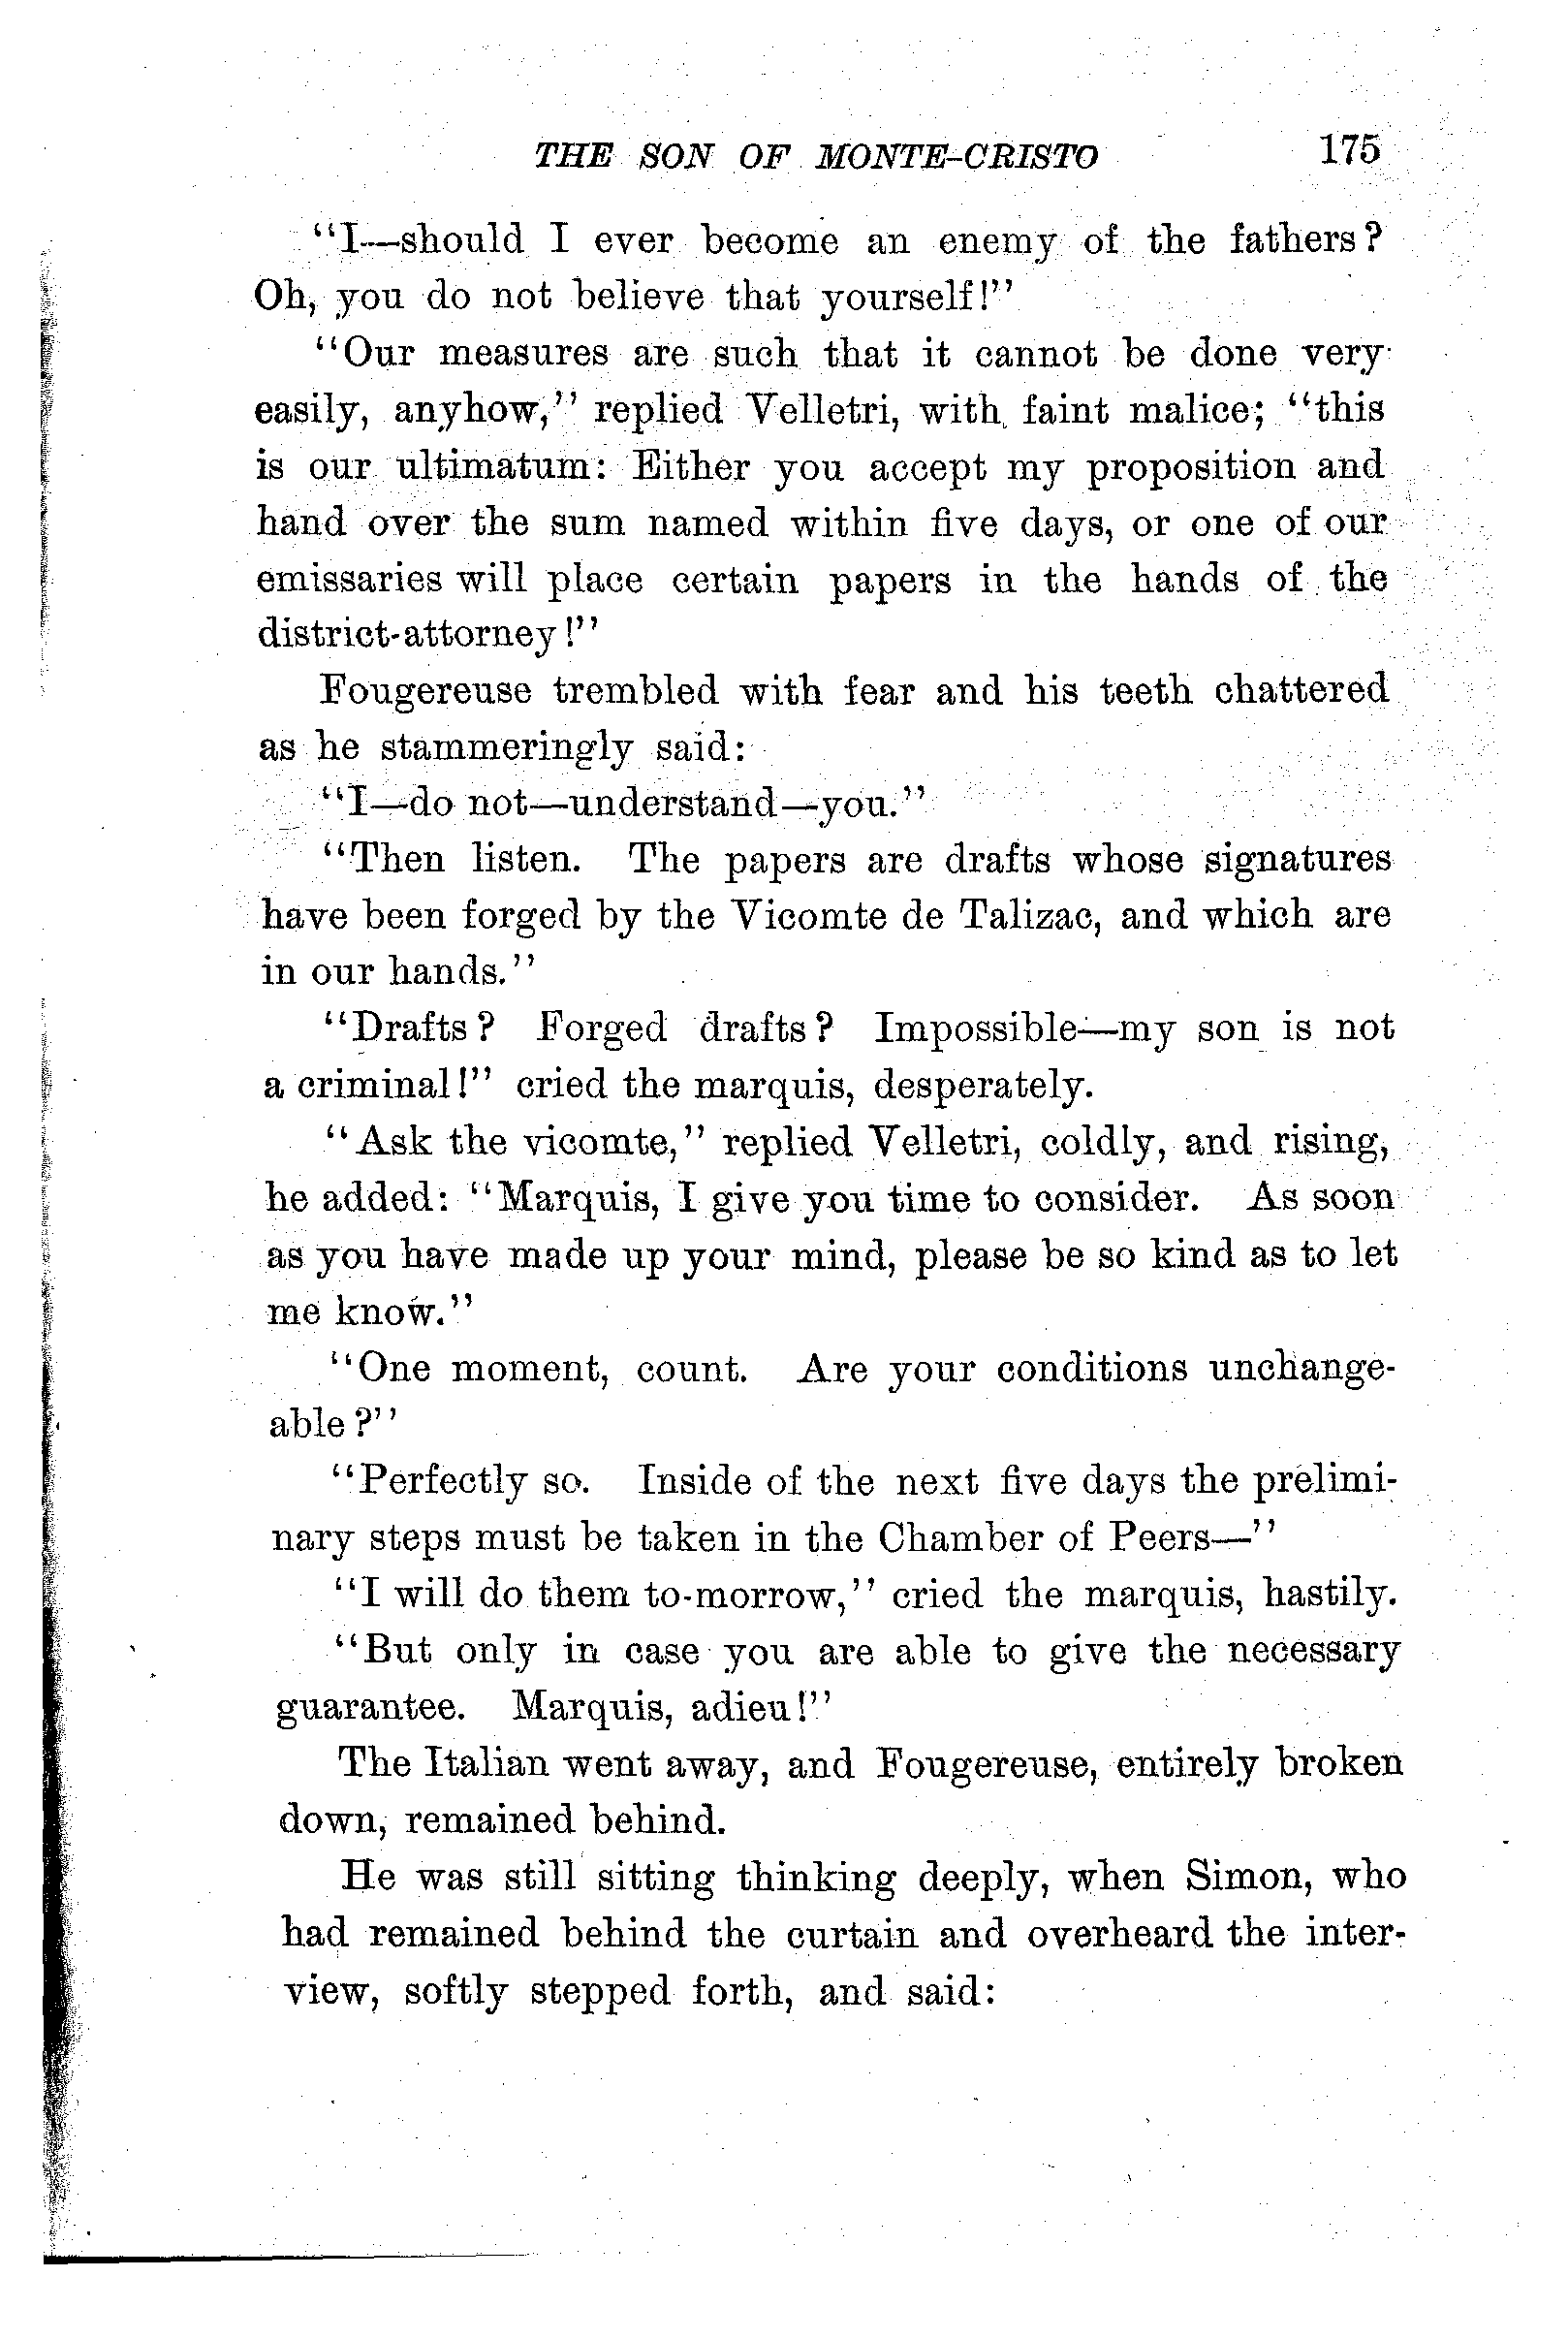 THE SON OF MONTE-CRISTO 175
"I—should I ever become an enemy of the fathers?
Oh, you do not believe that yourself!"
"Our measures are such that it cannot be done very
easily, anyhow," replied Velletri, with faint malice; "this
is our ultimatum: Either you accept my proposition and
hand over the sum named within five days, or one of our
emissaries will place certain papers in the hands of the
district-attorney!"
Fougereuse trembled with fear and his teeth chattered
as he stammeringly said:
"I—do not—understand—you."
"Then listen. The papers are drafts whose signatures
have been forged by the Vicomte de Talizac, and which are
in our hands."
"Drafts? Forged drafts? Impossible—my son is not
a criminal!" cried the marquis, desperately.
"Ask the vicomte," replied Velletri, coldly, and rising,
he added: "Marquis, I give you time to consider. As soon
as you have made up your mind, please be so kind as to let
me know."
"One moment, count. Are your conditions unchange-
able?"
"Perfectly so. Inside of the next five days the prelimi-
nary steps must be taken in the Chamber of Peers—"
"I will do them to-morrow," cried the marquis, hastily.
"But only in case you are able to give the necessary
guarantee. Marquis, adieu!"
The Italian went away, and Fougereuse, entirely broken
down, remained behind.
He was still sitting thinking deeply, when Simon, who
had remained behind the curtain and overheard the inter-
view, softly stepped forth, and said: